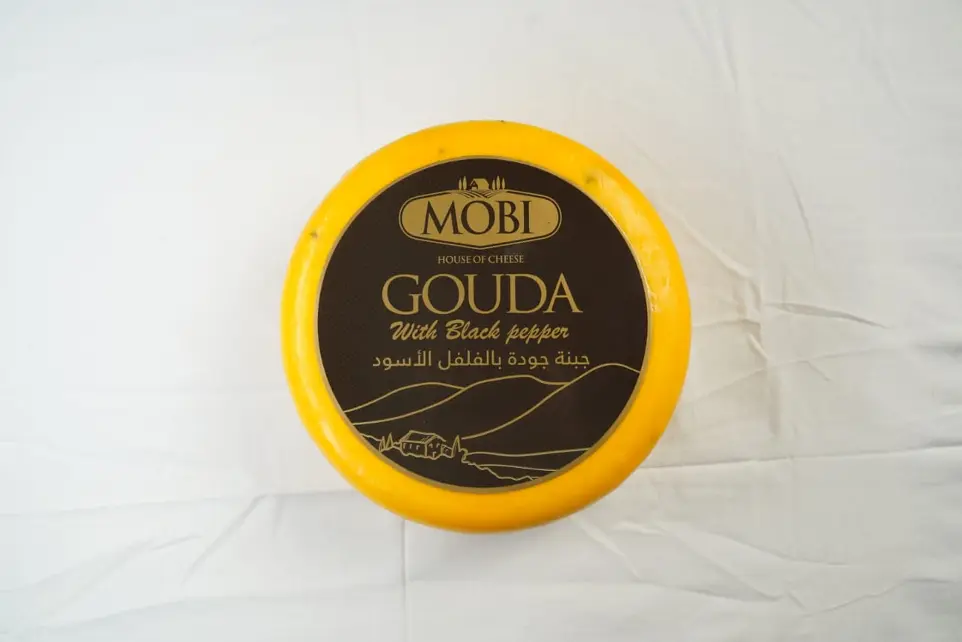 MOBI
HOUSE OF CHEESE
GOUDA
With Black pepper
جبنة جودة بالفلفل الأسود